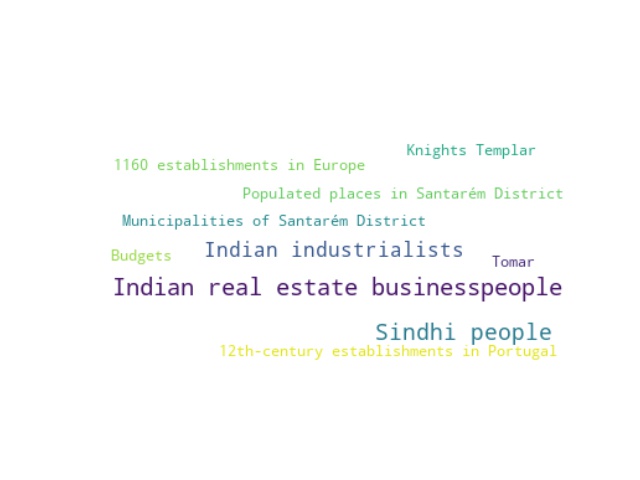 Knights Templar
1160 establishments in Europe
Populated places in Santarém District
Municipalities of Santarém District
Indian industrialists
Budgets
Tomar
Indian real estate businesspeople
Sindhi people
12th-century establishments in Portugal